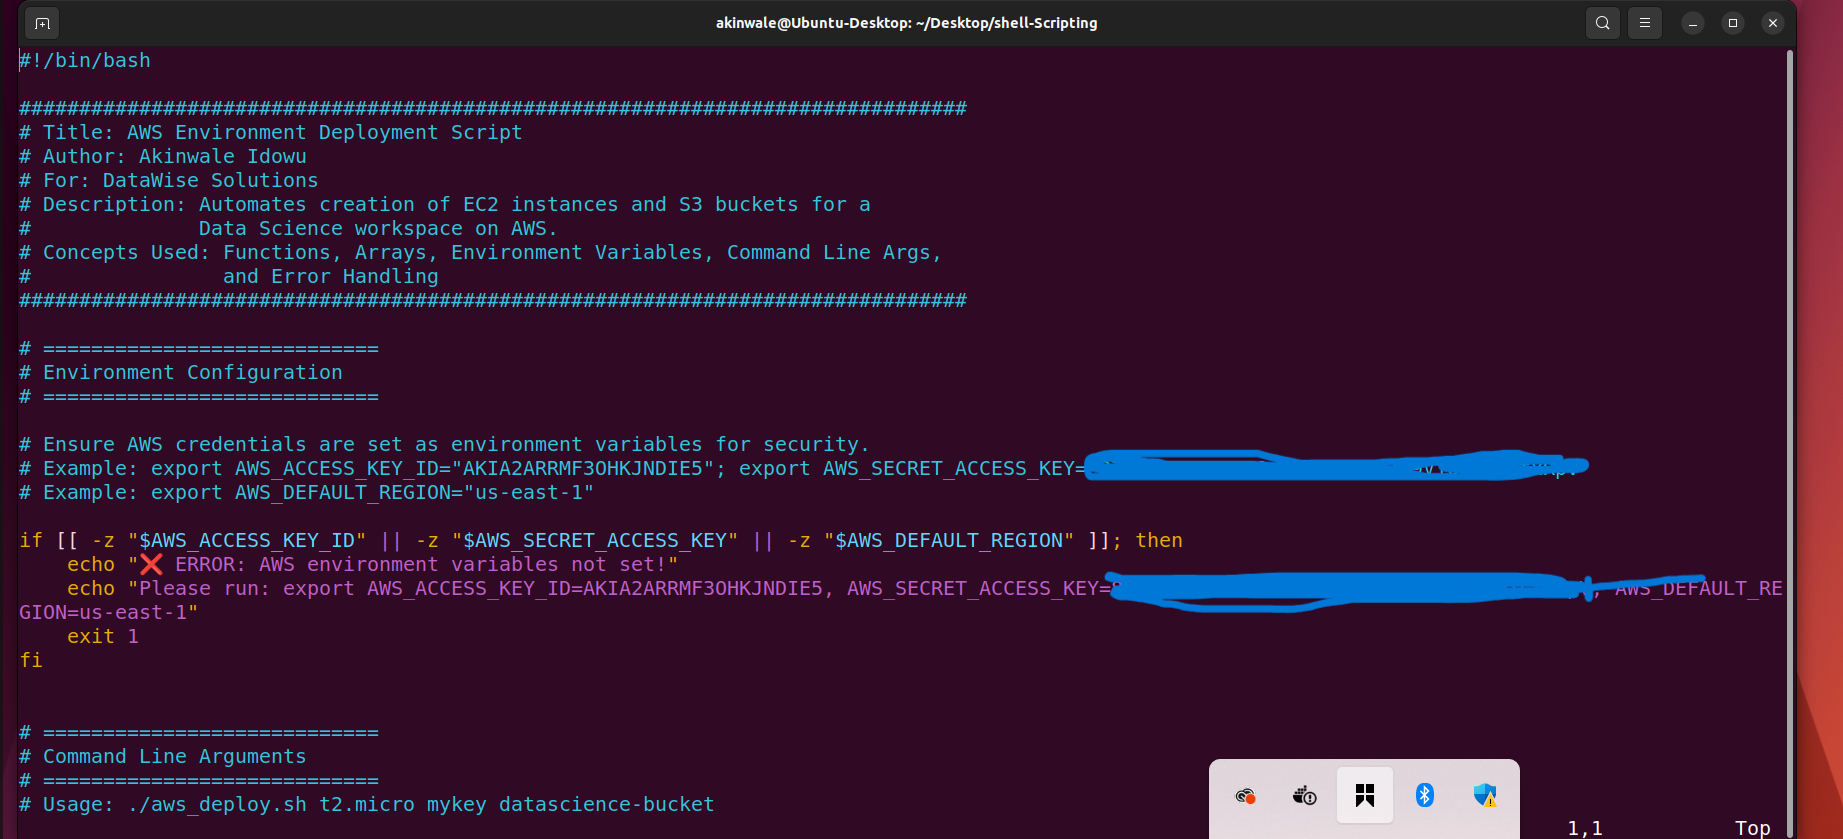 akinwale@Ubuntu-Desktop: ~/Desktop/shell-Scripting
#!/bin/bash
###############################################################################
# Title: AWS Environment Deployment Script
# Author: Akinwale Idowu
# For: DataWise Solutions
# Description: Automates creation of EC2 instances and S3 buckets for a
#              Data Science workspace on AWS.
# Concepts Used: Functions, Arrays, Environment Variables, Command Line Args,
#                and Error Handling
###############################################################################
# ============================
# Environment Configuration
# ============================
# Ensure AWS credentials are set as environment variables for security.
# Example: export AWS_ACCESS_KEY_ID="AKIA2ARRMF3OHKJNDIE5"; export AWS_SECRET_ACCESS_KEY=
# Example: export AWS_DEFAULT_REGION="us-east-1"
if [[ -z "$AWS_ACCESS_KEY_ID" || -z "$AWS_SECRET_ACCESS_KEY" || -z "$AWS_DEFAULT_REGION" ]]; then
    echo "❌ ERROR: AWS environment variables not set!"
    echo "Please run: export AWS_ACCESS_KEY_ID=AKIA2ARRMF3OHKJNDIE5, AWS_SECRET_ACCESS_KEY= , AWS_DEFAULT_RE
GION=us-east-1"
    exit 1
fi
# ============================
# Command Line Arguments
# ============================
# Usage: ./aws_deploy.sh t2.micro mykey datascience-bucket
1,1 Top